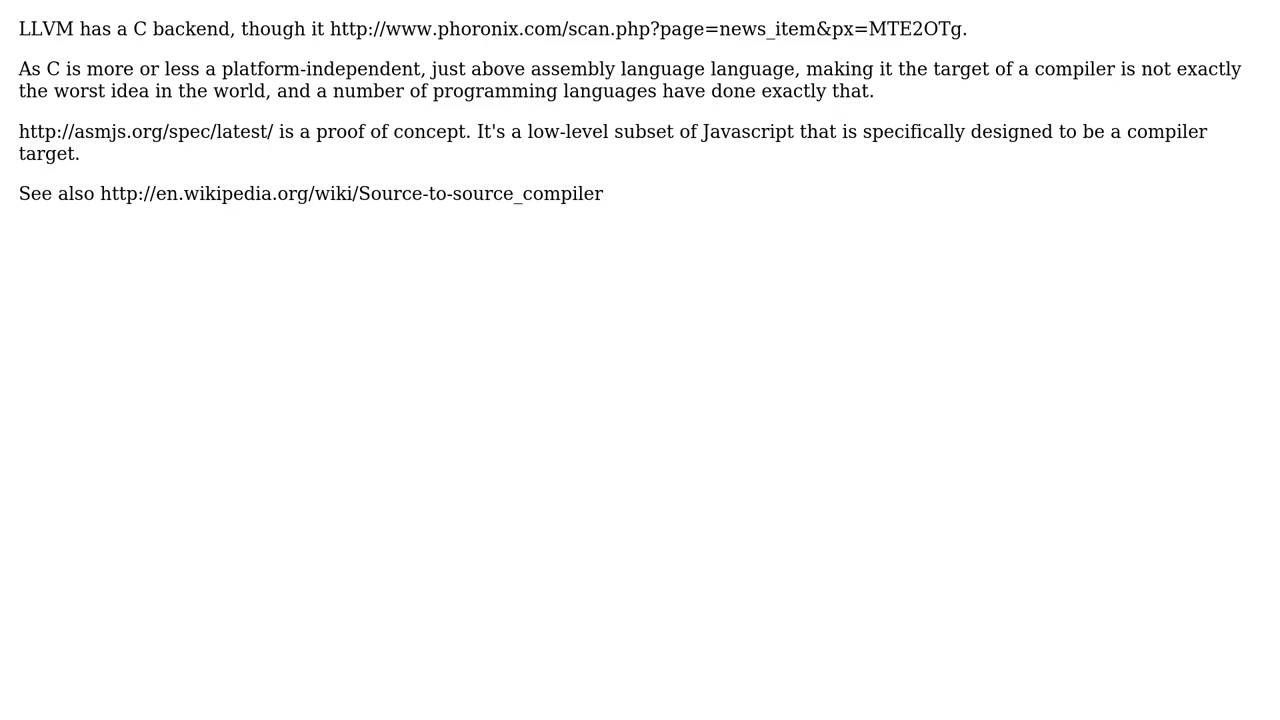 LLVM has a C backend, though it http://www.phoronix.com/scan.php?page=news_item&px=MTE2OTg.
As C is more or less a platform-independent, just above assembly language language, making it the target of a compiler is not exactly
the worst idea in the world, and a number of programming languages have done exactly that.
http://asmjs.org/spec/latest/ is a proof of concept. It's a low-level subset of Javascript that is specifically designed to be a compiler
target.
See also http://en.wikipedia.org/wiki/Source-to-source_compiler